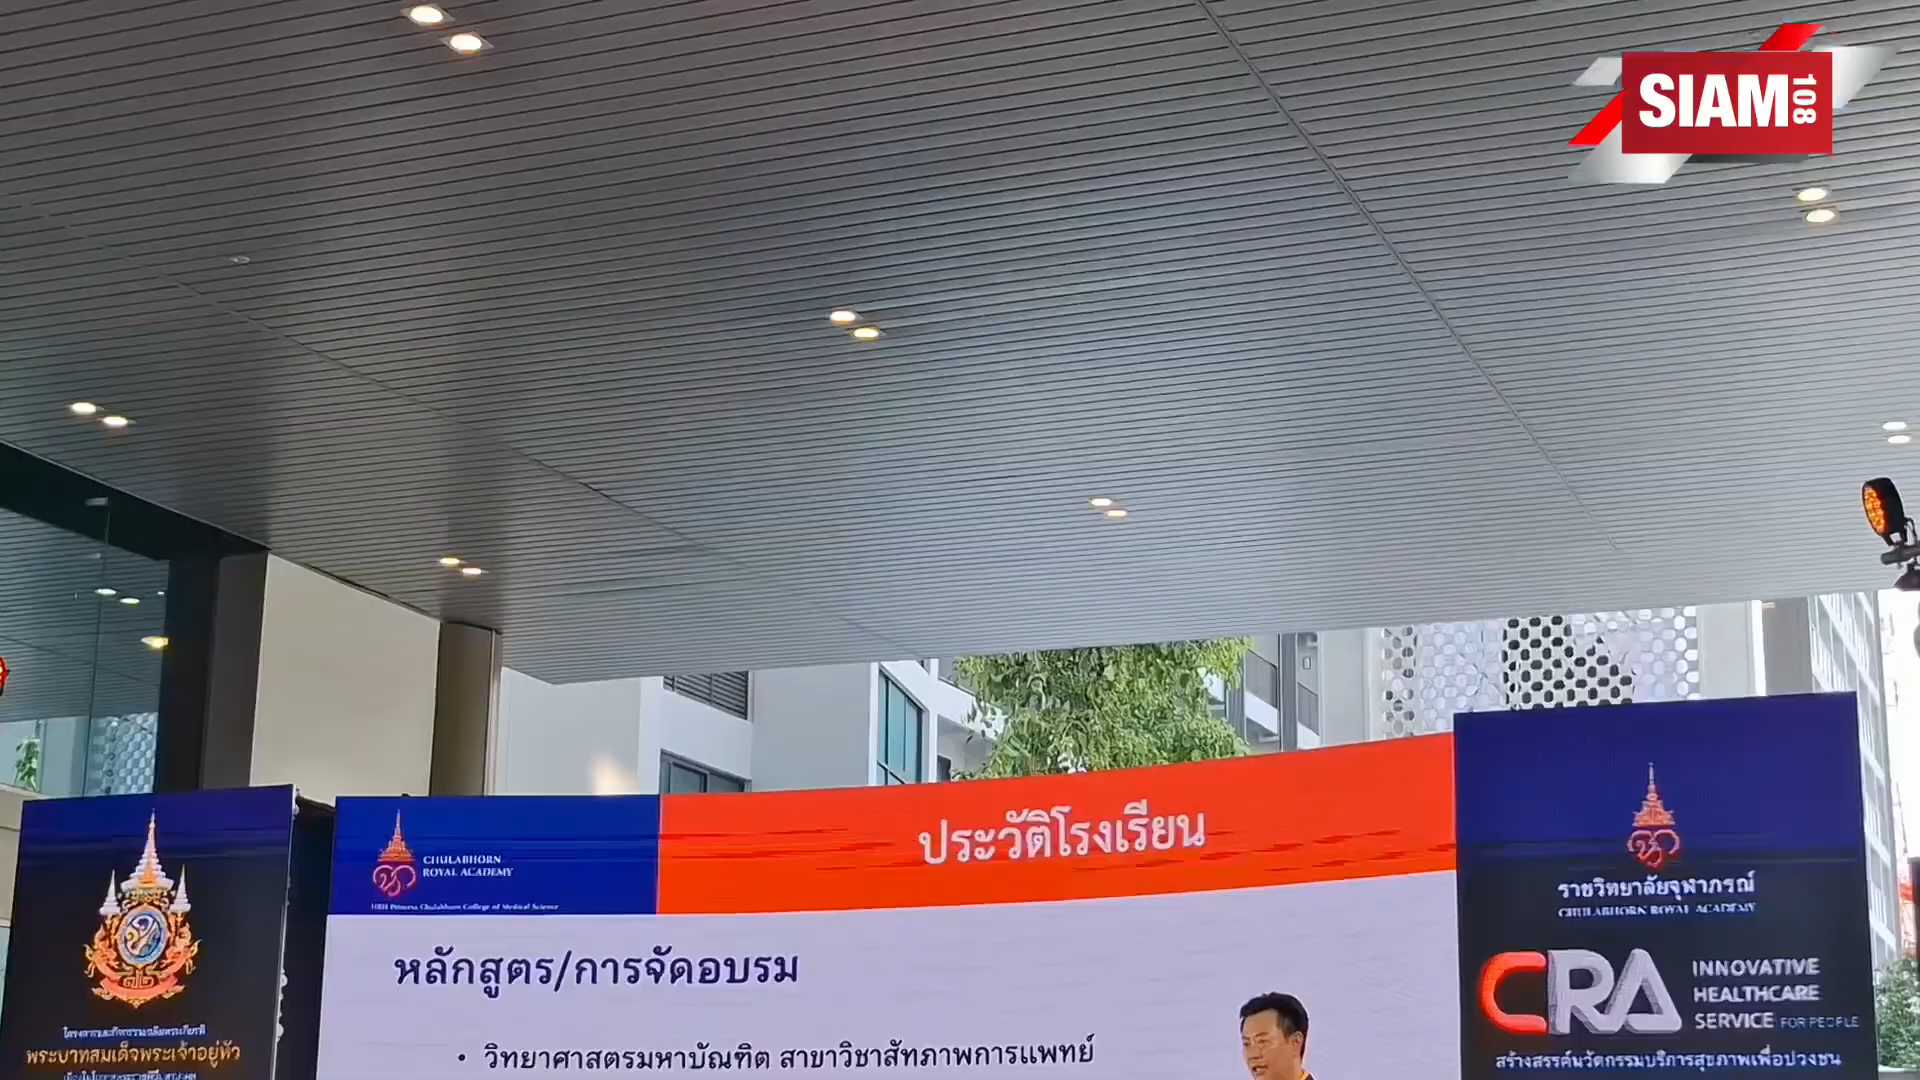 SIAM 108
CHULABHORN
ROYAL ACADEMY
HRH Princess Chulabhorn College of Medical Science
ประวัติโรงเรียน
หลักสูตร/การจัดอบรม
• วิทยาศาสตรมหาบัณฑิต สาขาวิชาสัทภาพการแพทย์
พระบาทสมเด็จพระเจ้าอยู่หัว
ราชวิทยาลัยจุฬาภรณ์
CHULABHORN ROYAL ACADEMY
CRA
INNOVATIVE
HEALTHCARE
SERVICE FOR PEOPLE
สร้างสรรค์นวัตกรรมบริการสุขภาพเพื่อปวงชน